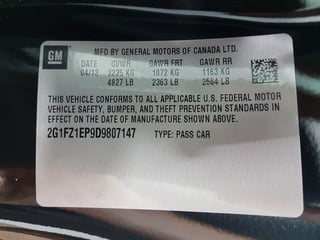 GM
MFD BY GENERAL MOTORS OF CANADA LTD.
DATE GVWR GAWR FRT GAWR RR
04/13 2235 KG 1072 KG 1163 KG
4927 LB 2363 LB 2564 LB
THIS VEHICLE CONFORMS TO ALL APPLICABLE U.S. FEDERAL MOTOR
VEHICLE SAFETY, BUMPER, AND THEFT PREVENTION STANDARDS IN
EFFECT ON THE DATE OF MANUFACTURE SHOWN ABOVE.
2G1FZ1EP9D9807147 TYPE: PASS CAR